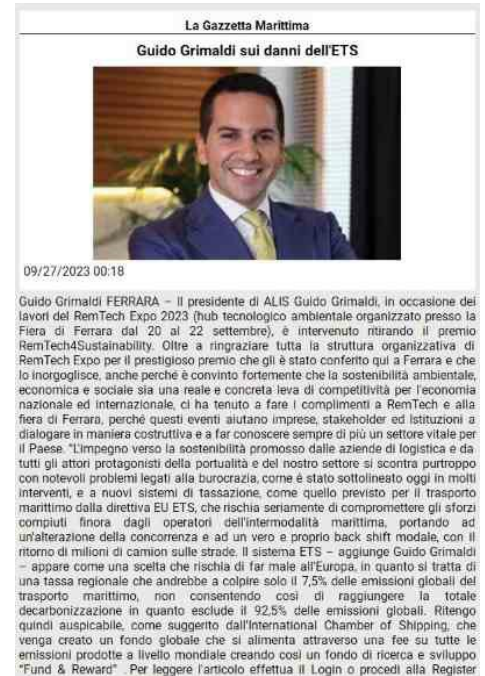 La Gazzetta Marittima
Guido Grimaldi sui danni dell'ETS
09/27/2023 00:18
Guido Grimaldi FERRARA – Il presidente di ALIS Guido Grimaldi, in occasione dei
lavori del RemTech Expo 2023 (hub tecnologico ambientale organizzato presso la
Fiera di Ferrara dal 20 al 22 settembre), è intervenuto ritirando il premio
RemTech4Sustainability. Oltre a ringraziare tutta la struttura organizzativa di
RemTech Expo per il prestigioso premio che gli è stato conferito qui a Ferrara e che
lo inorgoglisce, anche perché è convinto fortemente che la sostenibilità ambientale,
economica e sociale sia una reale e concreta leva di competitività per l'economia
nazionale ed internazionale, ci ha tenuto a fare i complimenti a RemTech e alla
fiera di Ferrara, perché questi eventi aiutano imprese, stakeholder ed Istituzioni a
dialogare in maniera costruttiva e a far conoscere sempre di più un settore vitale per
il Paese. "L'impegno verso la sostenibilità promosso dalle aziende di logistica e da
tutti gli attori protagonisti della portualità e del nostro settore si scontra purtroppo
con notevoli problemi legati alla burocrazia, come è stato sottolineato oggi in molti
interventi, e a nuovi sistemi di tassazione, come quello previsto per il trasporto
marittimo dalla direttiva EU ETS, che rischia seriamente di compromettere gli sforzi
compiuti finora dagli operatori dell'intermodalità marittima, portando ad
un'alterazione della concorrenza e ad un vero e proprio back shift modale, con il
ritorno di milioni di camion sulle strade. Il sistema ETS – aggiunge Guido Grimaldi
– appare come una scelta che rischia di far male all'Europa, in quanto si tratta di
una tassa regionale che andrebbe a colpire solo il 7,5% delle emissioni globali del
trasporto marittimo, non consentendo così di raggiungere la totale
decarbonizzazione in quanto esclude il 92,5% delle emissioni globali. Ritengo
quindi auspicabile, come suggerito dall'International Chamber of Shipping, che
venga creato un fondo globale che si alimenta attraverso una fee su tutte le
emissioni prodotte a livello mondiale creando così un fondo di ricerca e sviluppo
"Fund & Reward" . Per leggere l'articolo effettua il Login o procedi alla Register